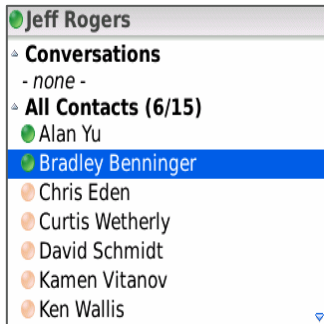 Jeff Rogers
Conversations
- none -
All Contacts (6/15)
Alan Yu
Bradley Benninger
Chris Eden
Curtis Wetherly
David Schmidt
Kamen Vitanov
Ken Wallis